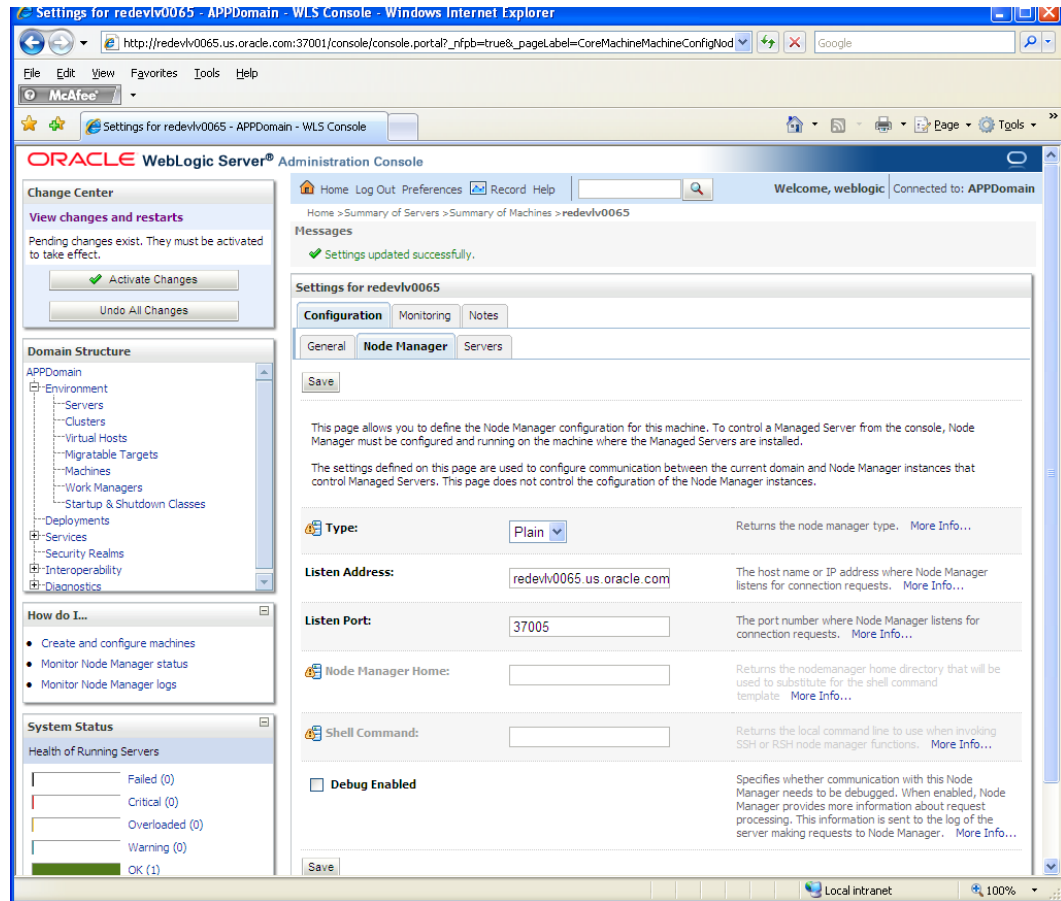 Settings for redevlv0065 - APPDomain - WLS Console - Windows Internet Explorer
http://redevlv0065.us.oracle.com:37001/console/console.portal?_nfpb=true&_pageLabel=CoreMachineMachineConfigNod
Google
File Edit View Favorites Tools Help
McAfee
Settings for redevlv0065 - APPDomain - WLS Console
Page Tools »
ORACLE WebLogic Server® Administration Console
Change Center
View changes and restarts
Pending changes exist. They must be activated
to take effect.
Activate Changes
Undo All Changes
Domain Structure
APPDomain
Environment
Servers
Clusters
Virtual Hosts
Migratable Targets
Machines
Work Managers
Startup & Shutdown Classes
Deployments
Services
Security Realms
Interoperability
Diagnostics
How do I...
Create and configure machines
Monitor Node Manager status
Monitor Node Manager logs
System Status
Health of Running Servers
Failed (0)
Critical (0)
Overloaded (0)
Warning (0)
OK (1)
Home Log Out Preferences Record Help
Welcome, weblogic Connected to: APPDomain
Home >Summary of Servers >Summary of Machines >redevlv0065
Messages
Settings updated successfully.
Settings for redevlv0065
Configuration Monitoring Notes
General Node Manager Servers
Save
This page allows you to define the Node Manager configuration for this machine. To control a Managed Server from the console, Node
Manager must be configured and running on the machine where the Managed Servers are installed.
The settings defined on this page are used to configure communication between the current domain and Node Manager instances that
control Managed Servers. This page does not control the cofiguration of the Node Manager instances.
Type:
Plain
Returns the node manager type. More Info...
Listen Address:
redevlv0065.us.oracle.com
The host name or IP address where Node Manager
listens for connection requests. More Info...
Listen Port:
37005
The port number where Node Manager listens for
connection requests. More Info...
Node Manager Home:
Returns the nodemanager home directory that will be
used to substitute for the shell command
template More Info...
Shell Command:
Returns the local command line to use when invoking
SSH or RSH node manager functions. More Info...
Debug Enabled
Specifies whether communication with this Node
Manager needs to be debugged. When enabled, Node
Manager provides more information about request
processing. This information is sent to the log of the
server making requests to Node Manager. More Info...
Save
Local intranet
100%